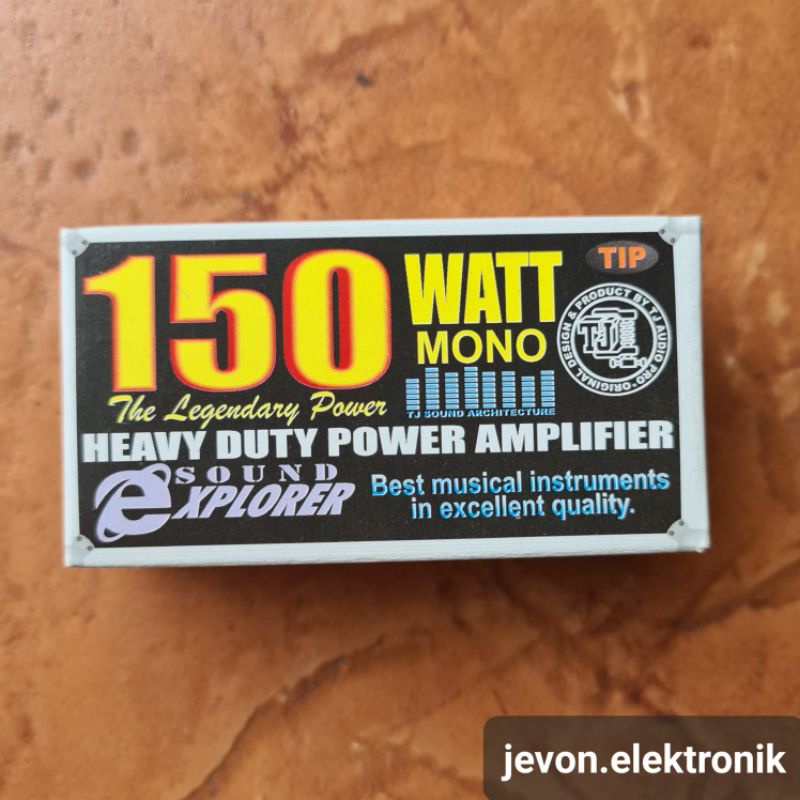 150
WATT
MONO
TIP
ORIGINAL DESIGN & PRODUCT BY TJ AUDIO PRO
TJ
The Legendary Power
TJ SOUND ARCHITECTURE
HEAVY DUTY POWER AMPLIFIER
SOUND
eXPLORER
Best musical instruments
in excellent quality.
jevon.elektronik